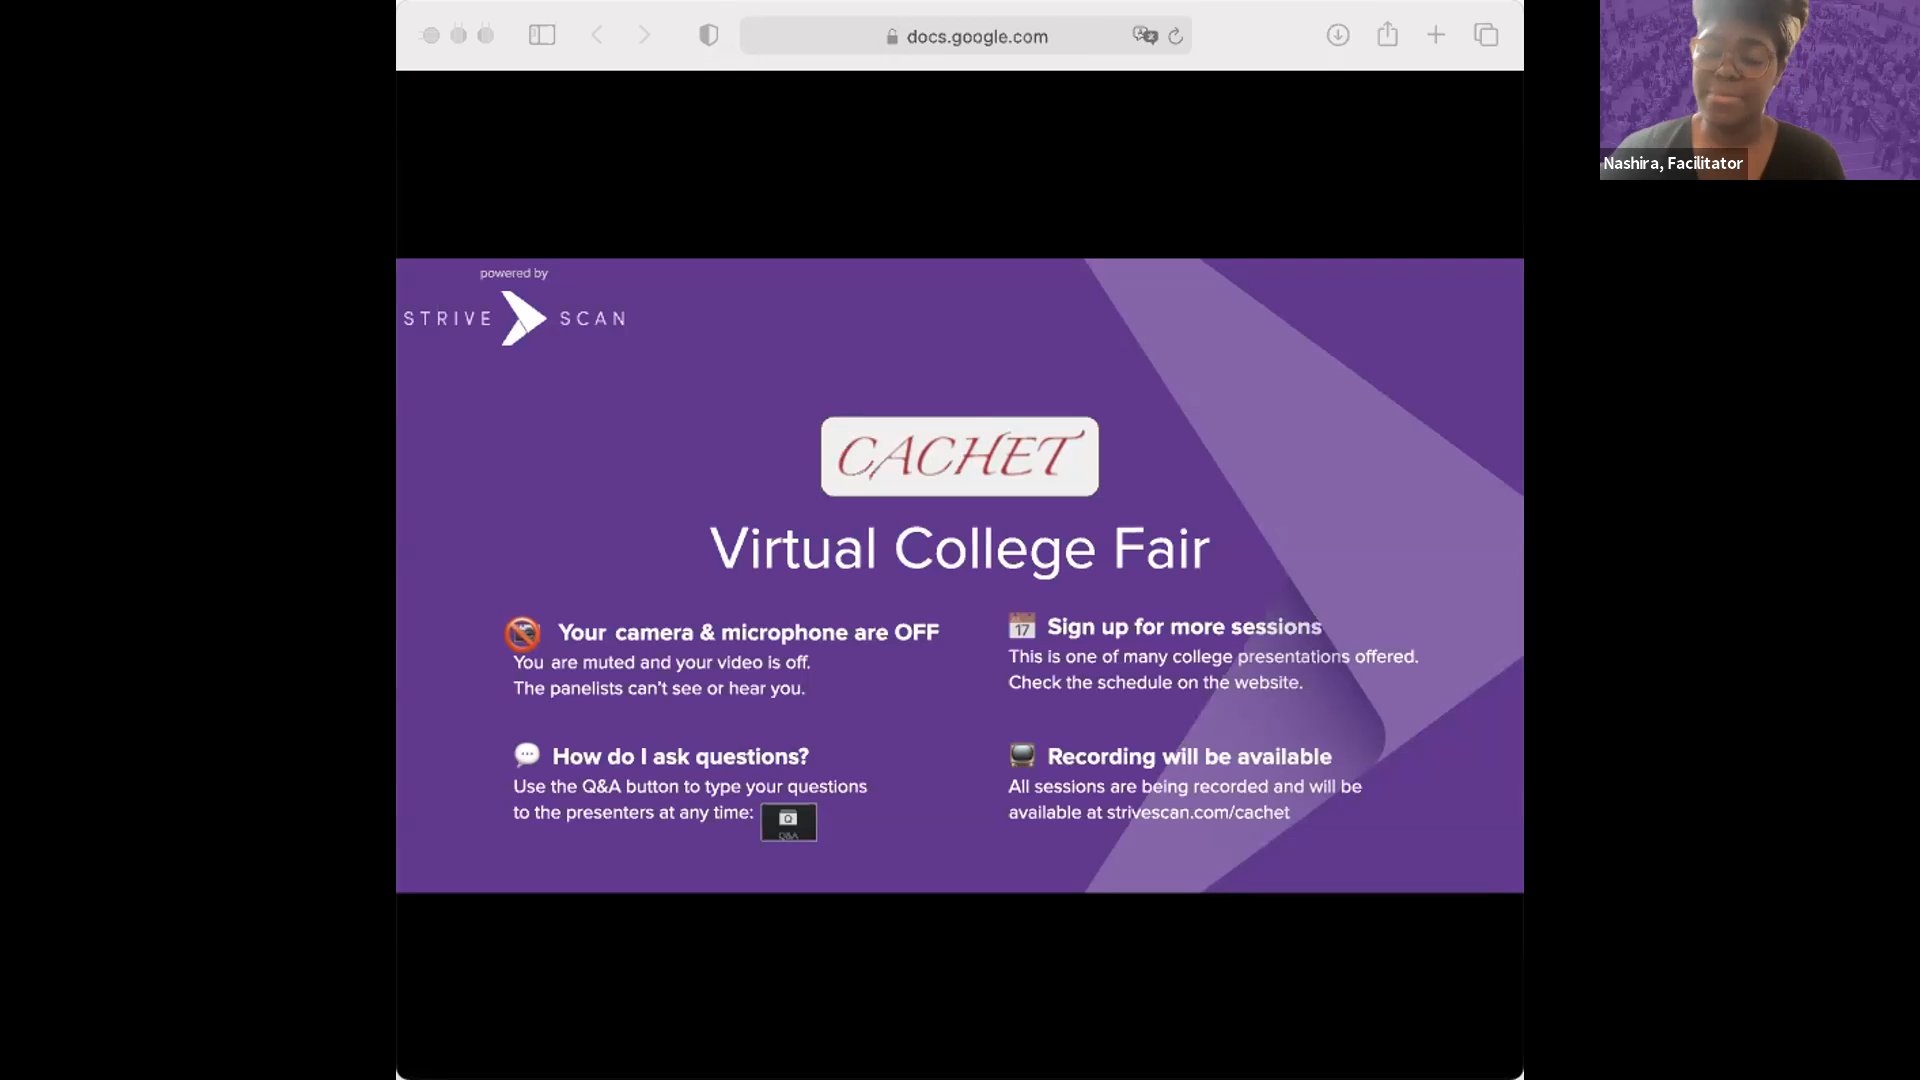 docs.google.com
Nashira, Facilitator
powered by
STRIVE SCAN
CACHET
Virtual College Fair
Your camera & microphone are OFF
You are muted and your video is off.
The panelists can't see or hear you.
How do I ask questions?
Use the Q&A button to type your questions
to the presenters at any time:
Q
Q&A
17
Sign up for more sessions
This is one of many college presentations offered.
Check the schedule on the website.
Recording will be available
All sessions are being recorded and will be
available at strivescan.com/cachet